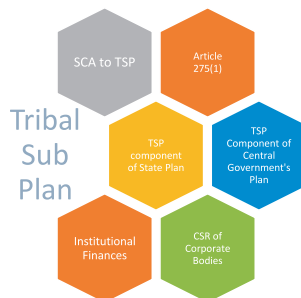 SCA to TSP
Article
275(1)
Tribal
Sub
Plan
TSP
component
of State Plan
TSP
Component of
Central
Government's
Plan
Institutional
Finances
CSR of
Corporate
Bodies